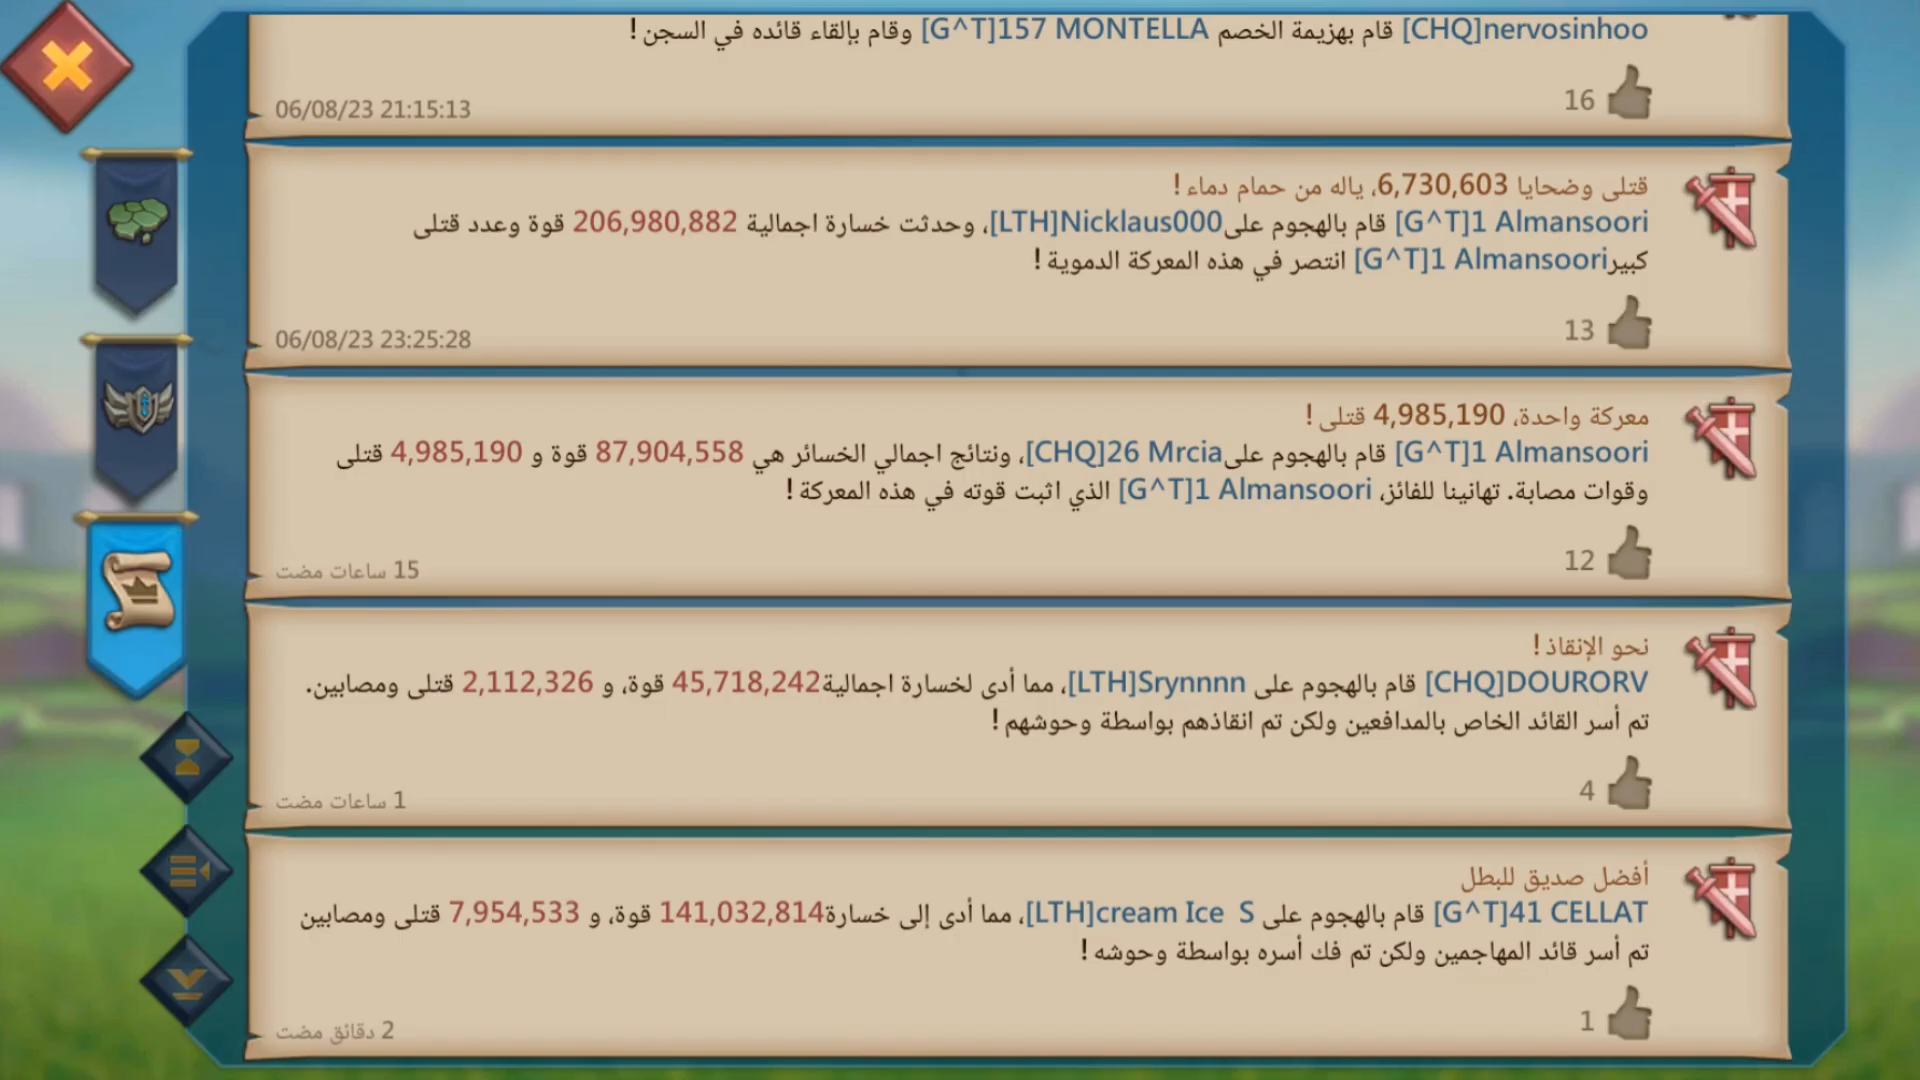 [CHQ]nervosinhoo قام بهزيمة الخصم [G^T]157 MONTELLA وقام بإلقاء قائده في السجن!
16
06/08/23 21:15:13
قتلى وضحايا 6,730,603، ياله من حمام دماء!
[G^T]1 Almansoori قام بالهجوم على[LTH]Nicklaus000، وحدثت خسارة اجمالية 206,980,882 قوة وعدد قتلى
كبير[G^T]1 Almansoori انتصر في هذه المعركة الدموية!
13
06/08/23 23:25:28
معركة واحدة، 4,985,190 قتلى!
[G^T]1 Almansoori قام بالهجوم على[CHQ]26 Mrcia، ونتائج اجمالي الخسائر هي 87,904,558 قوة و 4,985,190 قتلى
وقوات مصابة. تهانينا للفائز، [G^T]1 Almansoori الذي اثبت قوته في هذه المعركة!
12
15 ساعات مضت
نحو الإنقاذ!
[CHQ]DOURORV قام بالهجوم على [LTH]Srynnnn، مما أدى لخسارة اجمالية45,718,242 قوة، و 2,112,326 قتلى ومصابين.
تم أسر القائد الخاص بالمدافعين ولكن تم انقاذهم بواسطة وحوشهم!
4
1 ساعات مضت
أفضل صديق للبطل
[G^T]41 CELLAT قام بالهجوم على [LTH]cream Ice  S، مما أدى إلى خسارة141,032,814 قوة، و 7,954,533 قتلى ومصابين
تم أسر قائد المهاجمين ولكن تم فك أسره بواسطة وحوشه!
1
2 دقائق مضت